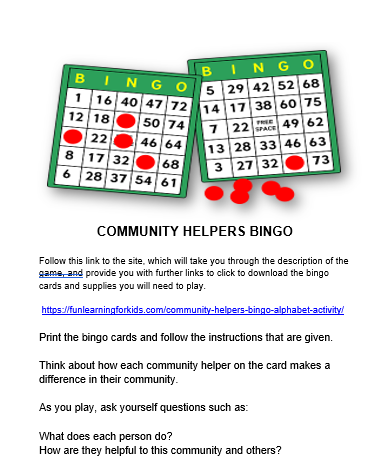 B I N G O
1 16 40 47 72
12 18 50 74
22 46 64
8 17 32 68
6 28 37 54 61
B I N G O
5 29 42 52 68
14 17 38 60 75
7 22 FREE SPACE 49 62
13 28 33 46 63
3 27 32 73
COMMUNITY HELPERS BINGO
Follow this link to the site, which will take you through the description of the
game, and provide you with further links to click to download the bingo
cards and supplies you will need to play.
https://funlearningforkids.com/community-helpers-bingo-alphabet-activity/
Print the bingo cards and follow the instructions that are given.
Think about how each community helper on the card makes a
difference in their community.
As you play, ask yourself questions such as:
What does each person do?
How are they helpful to this community and others?